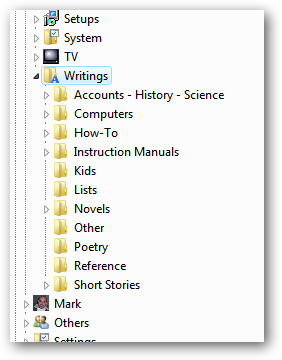 Setups
System
TV
Writings
Accounts - History - Science
Computers
How-To
Instruction Manuals
Kids
Lists
Novels
Other
Poetry
Reference
Short Stories
Mark
Others
Settings